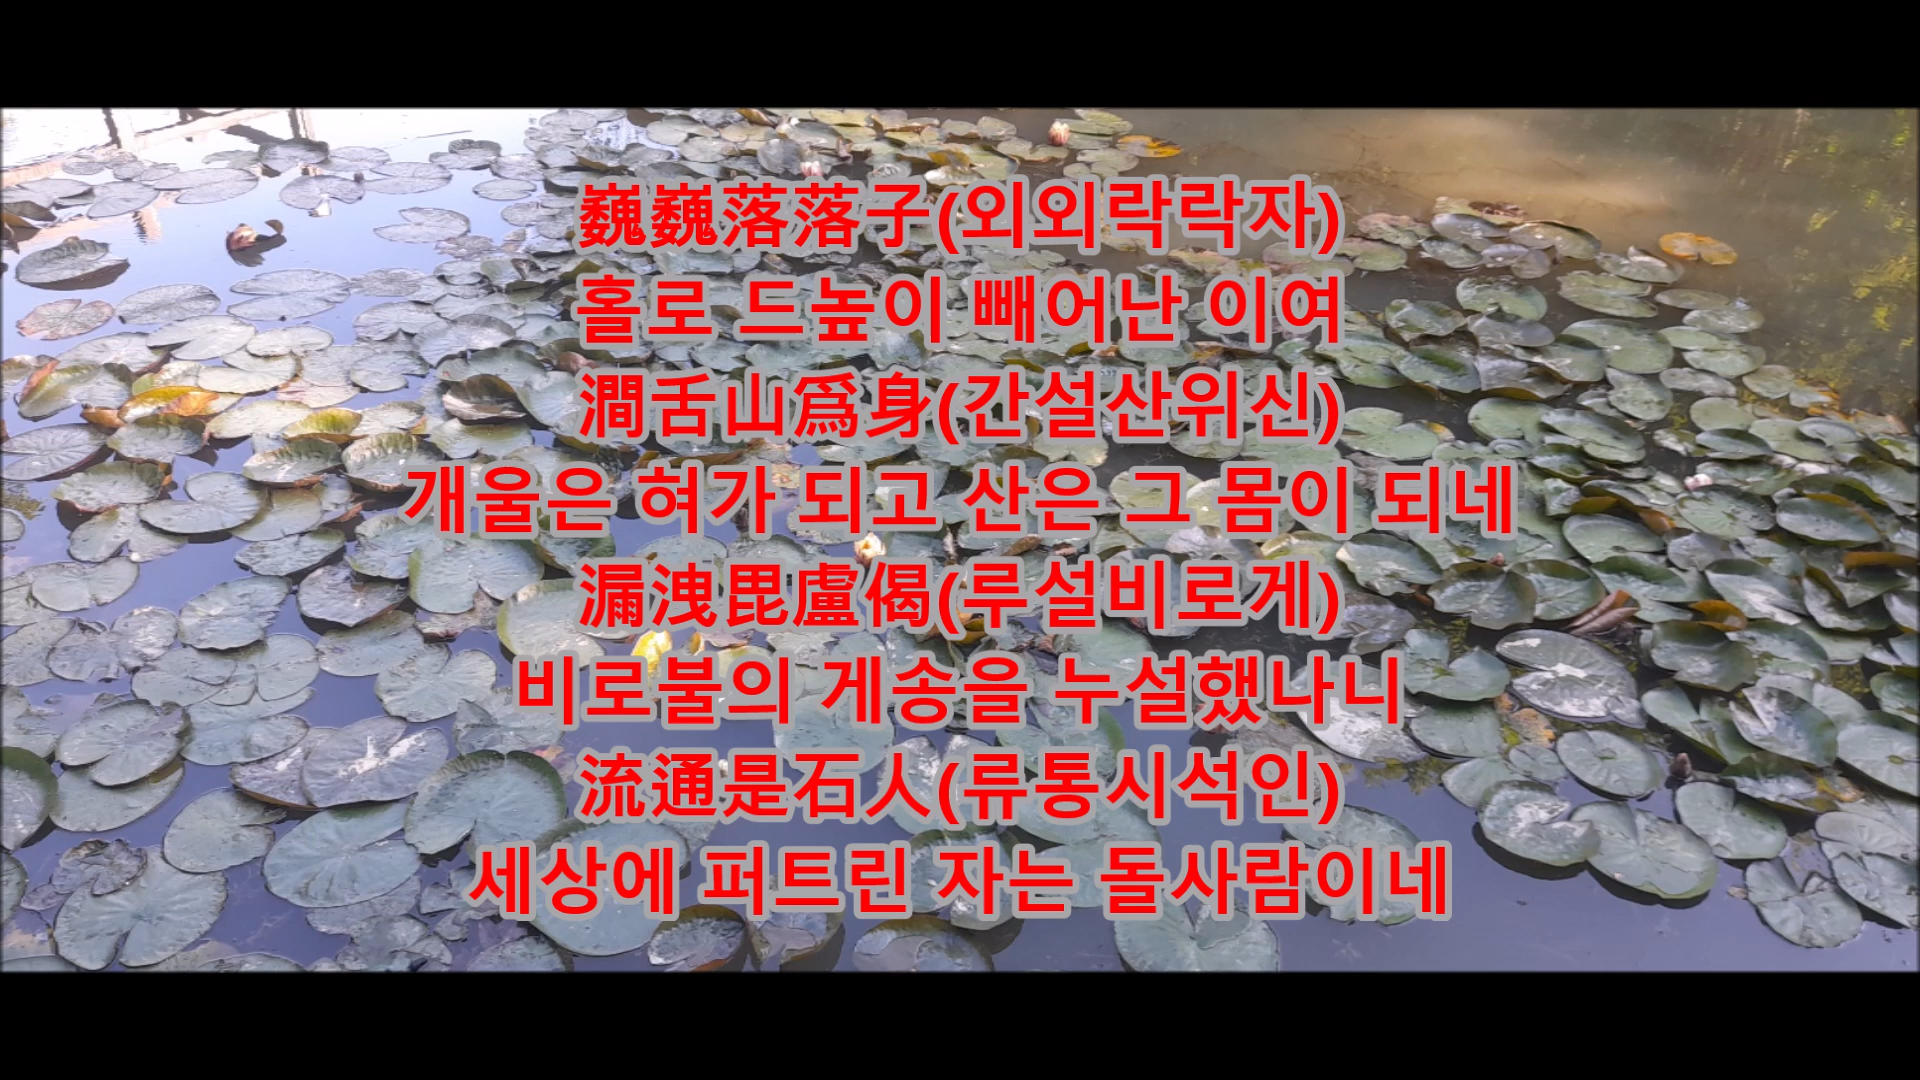 巍巍落落子(외외락락자)
홀로 드높이 빼어난 이여
澗舌山爲身(간설산위신)
개울은 혀가 되고 산은 그 몸이 되네
漏洩毘盧偈(루설비로게)
비로불의 게송을 누설했나니
流通是石人(류통시석인)
세상에 퍼트린 자는 돌사람이네